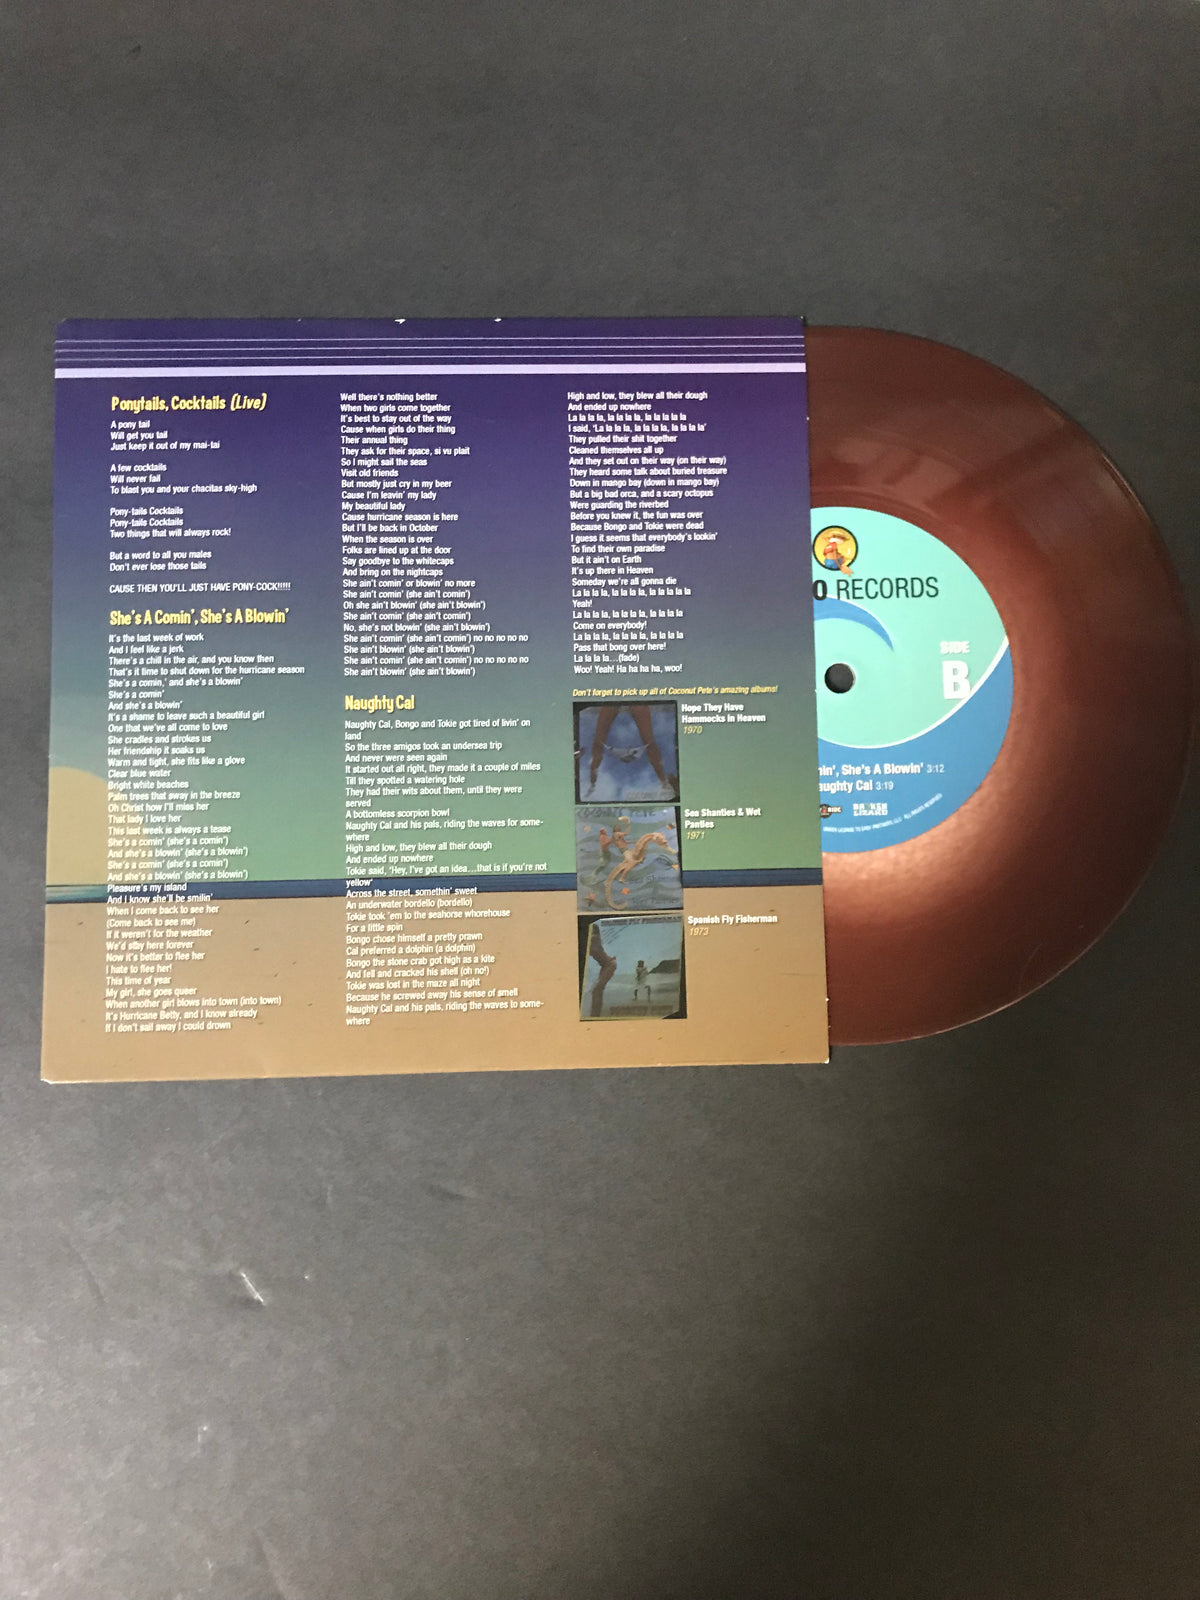 Ponytails, Cocktails (Live)
A pony tail
Will get you tail
Just keep it out of my mai-tai
A few cocktails
Will never fail
To blast you and your chacitas sky-high
Pony-tails Cocktails
Pony-tails Cocktails
Two things that will always rock!
But a word to all you males
Don't ever lose those tails
CAUSE THEN YOU'LL JUST HAVE PONY-COCK!!!!!
She's A Comin', She's A Blowin'
It's the last week of work
And I feel like a jerk
There's a chill in the air, and you know then
That's it time to shut down for the hurricane season
She's a comin,' and she's a blowin'
She's a comin'
And she's a blowin'
It's a shame to leave such a beautiful girl
One that we've all come to love
She cradles and strokes us
Her friendship it soaks us
Warm and tight, she fits like a glove
Clear blue water
Bright white beaches
Palm trees that sway in the breeze
Oh Christ how I'll miss her
That lady I love her
This last week is always a tease
She's a comin' (she's a comin')
And she's a blowin' (she's a blowin')
She's a comin' (she's a comin')
And she's a blowin' (she's a blowin')
Pleasure's my island
And I know she'll be smilin'
When I come back to see her
(Come back to see me)
If it weren't for the weather
We'd stay here forever
Now it's better to flee her
I hate to flee her!
This time of year
My girl, she goes queer
When another girl blows into town (into town)
It's Hurricane Betty, and I know already
If I don't sail away I could drown
Well there's nothing better
When two girls come together
It's best to stay out of the way
Cause when girls do their thing
Their annual thing
They ask for their space, si vu plait
So I might sail the seas
Visit old friends
But mostly just cry in my beer
Cause I'm leavin' my lady
My beautiful lady
Cause hurricane season is here
But I'll be back in October
When the season is over
Folks are lined up at the door
Say goodbye to the whitecaps
And bring on the nightcaps
She ain't comin' or blowin' no more
She ain't comin' (she ain't comin')
Oh she ain't blowin' (she ain't blowin')
She ain't comin' (she ain't comin')
No, she's not blowin' (she ain't blowin')
She ain't comin' (she ain't comin') no no no no no
She ain't blowin' (she ain't blowin')
She ain't comin' (she ain't comin') no no no no no
She ain't blowin' (she ain't blowin')
Naughty Cal
Naughty Cal, Bongo and Tokie got tired of livin' on
land
So the three amigos took an undersea trip
And never were seen again
It started out all right, they made it a couple of miles
Till they spotted a watering hole
They had their wits about them, until they were
served
A bottomless scorpion bowl
Naughty Cal and his pals, riding the waves for some-
where
High and low, they blew all their dough
And ended up nowhere
Tokie said, 'Hey, I've got an idea...that is if you're not
yellow'
Across the street, somethin' sweet
An underwater bordello (bordello)
Tokie took 'em to the seahorse whorehouse
For a little spin
Bongo chose himself a pretty prawn
Cal preferred a dolphin (a dolphin)
Bongo the stone crab got high as a kite
And fell and cracked his shell (oh no!)
Tokie was lost in the maze all night
Because he screwed away his sense of smell
Naughty Cal and his pals, riding the waves to some-
where
High and low, they blew all their dough
And ended up nowhere
La la la la, la la la la, la la la la la
I said, 'La la la la, la la la la, la la la la'
They pulled their shit together
Cleaned themselves all up
And they set out on their way (on their way)
They heard some talk about buried treasure
Down in mango bay (down in mango bay)
But a big bad orca, and a scary octopus
Were guarding the riverbed
Before you knew it, the fun was over
Because Bongo and Tokie were dead
I guess it seems that everybody's lookin'
To find their own paradise
But it ain't on Earth
It's up there in Heaven
Someday we're all gonna die
La la la la, la la la la, la la la la la
Yeah!
La la la la, la la la la, la la la la
Come on everybody!
La la la la, la la la la, la la la la
Pass that bong over here!
La la la la...(fade)
Woo! Yeah! Ha ha ha ha, woo!
Don't forget to pick up all of Coconut Pete's amazing albums!
Hope They Have
Hammocks in Heaven
1970
COCONUT PETE
Sea Shanties & Wet
Panties
1971
Spanish Fly Fisherman
1973
O RECORDS
SIDE
B
nin', She's A Blowin' 3:12
aughty Cal 3:19
BROKEN
LIZARD